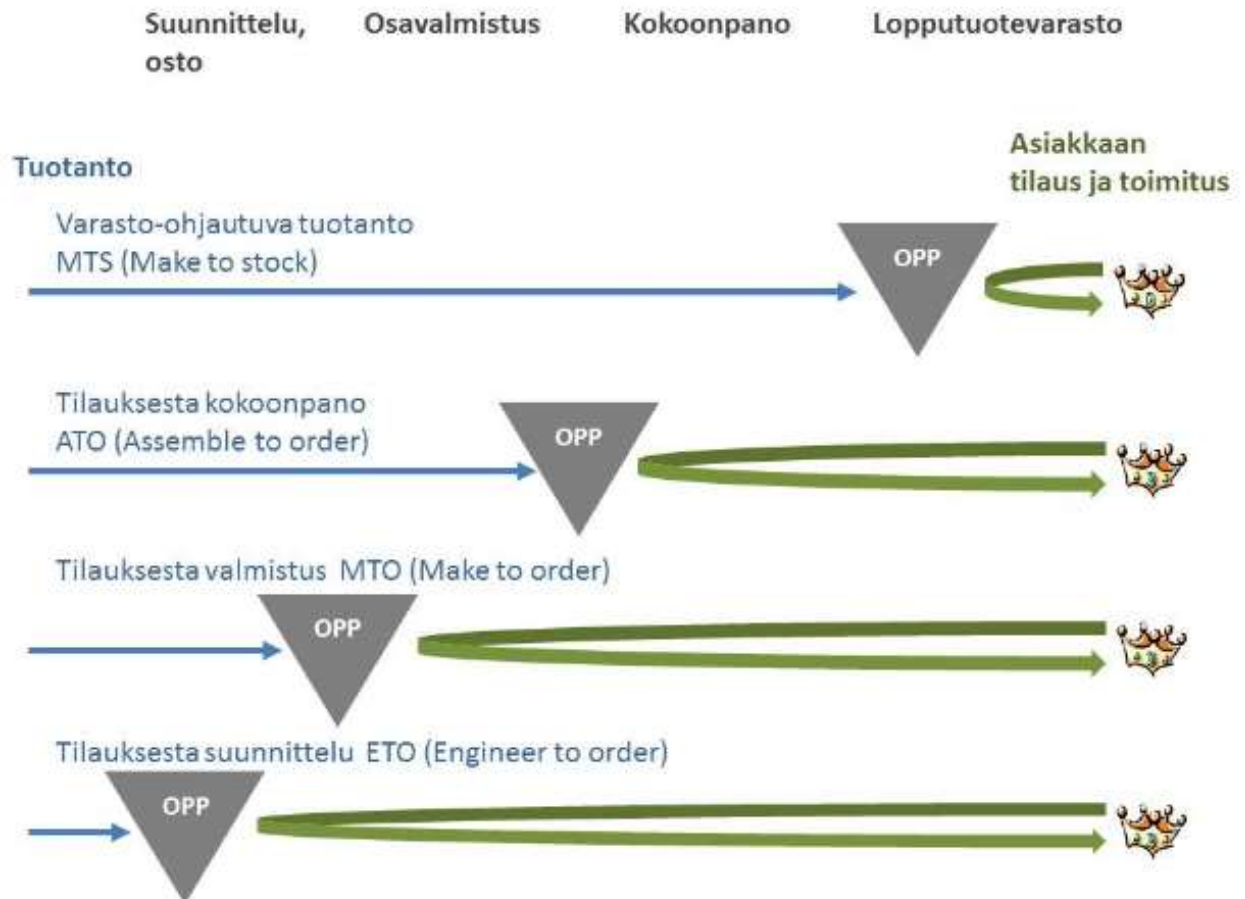 Suunnittelu, Osavalmistus Kokoonpano Lopputuotevarasto
osto
Asiakkaan
tilaus ja toimitus
Tuotanto
Varasto-ohjautuva tuotanto
MTS (Make to stock)
OPP
Tilauksesta kokoonpano
ATO (Assemble to order)
OPP
Tilauksesta valmistus MTO (Make to order)
OPP
Tilauksesta suunnittelu ETO (Engineer to order)
OPP